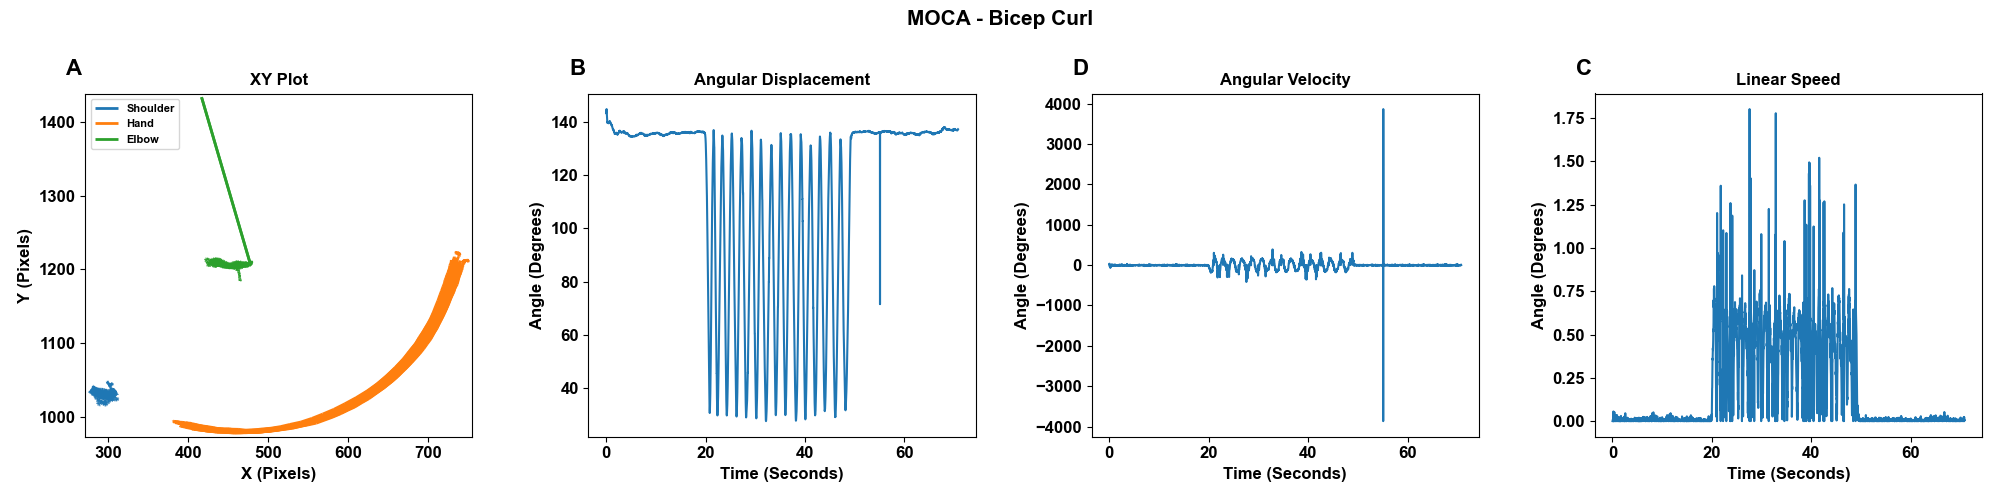 MOCA - Bicep Curl
A
XY Plot
Shoulder
Hand
Elbow
1400
1300
1200
1100
1000
300 400 500 600 700
Y (Pixels)
X (Pixels)
B
Angular Displacement
140
120
100
80
60
40
0 20 40 60
Angle (Degrees)
Time (Seconds)
D
Angular Velocity
4000
3000
2000
1000
0
−1000
−2000
−3000
−4000
0 20 40 60
Angle (Degrees)
Time (Seconds)
C
Linear Speed
1.75
1.50
1.25
1.00
0.75
0.50
0.25
0.00
0 20 40 60
Angle (Degrees)
Time (Seconds)